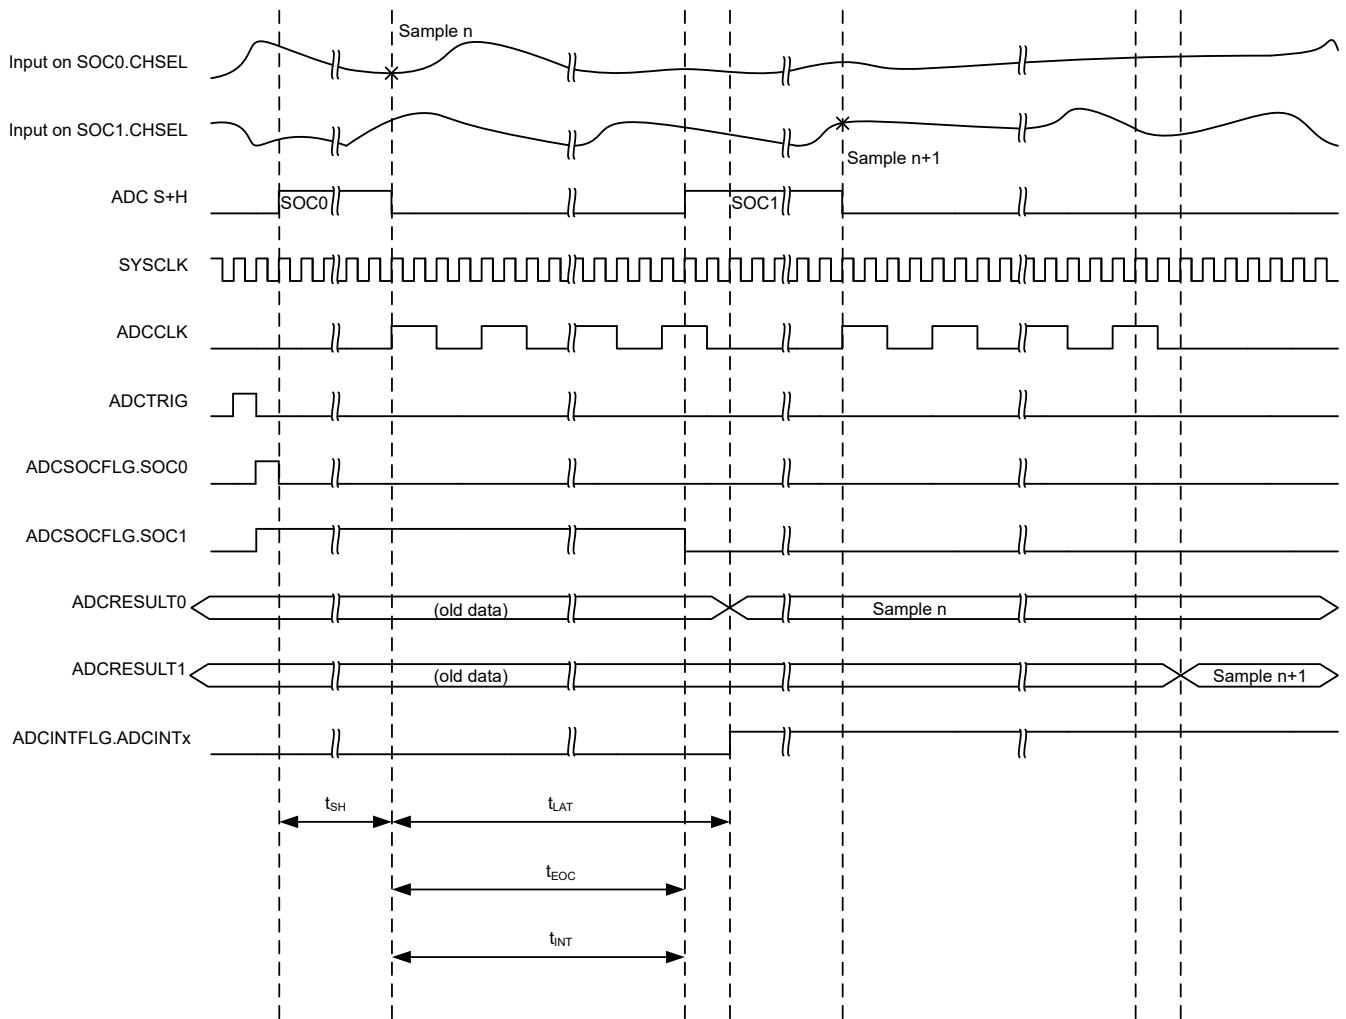 Sample n
Input on SOC0.CHSEL
Input on SOC1.CHSEL
Sample n+1
ADC S+H
SOC0
SOC1
SYSCLK
ADCCLK
ADCTRIG
ADCSOCFLG.SOC0
ADCSOCFLG.SOC1
ADCRESULT0
(old data)
Sample n
ADCRESULT1
(old data)
Sample n+1
ADCINTFLG.ADCINTx
tSH
tLAT
tEOC
tINT